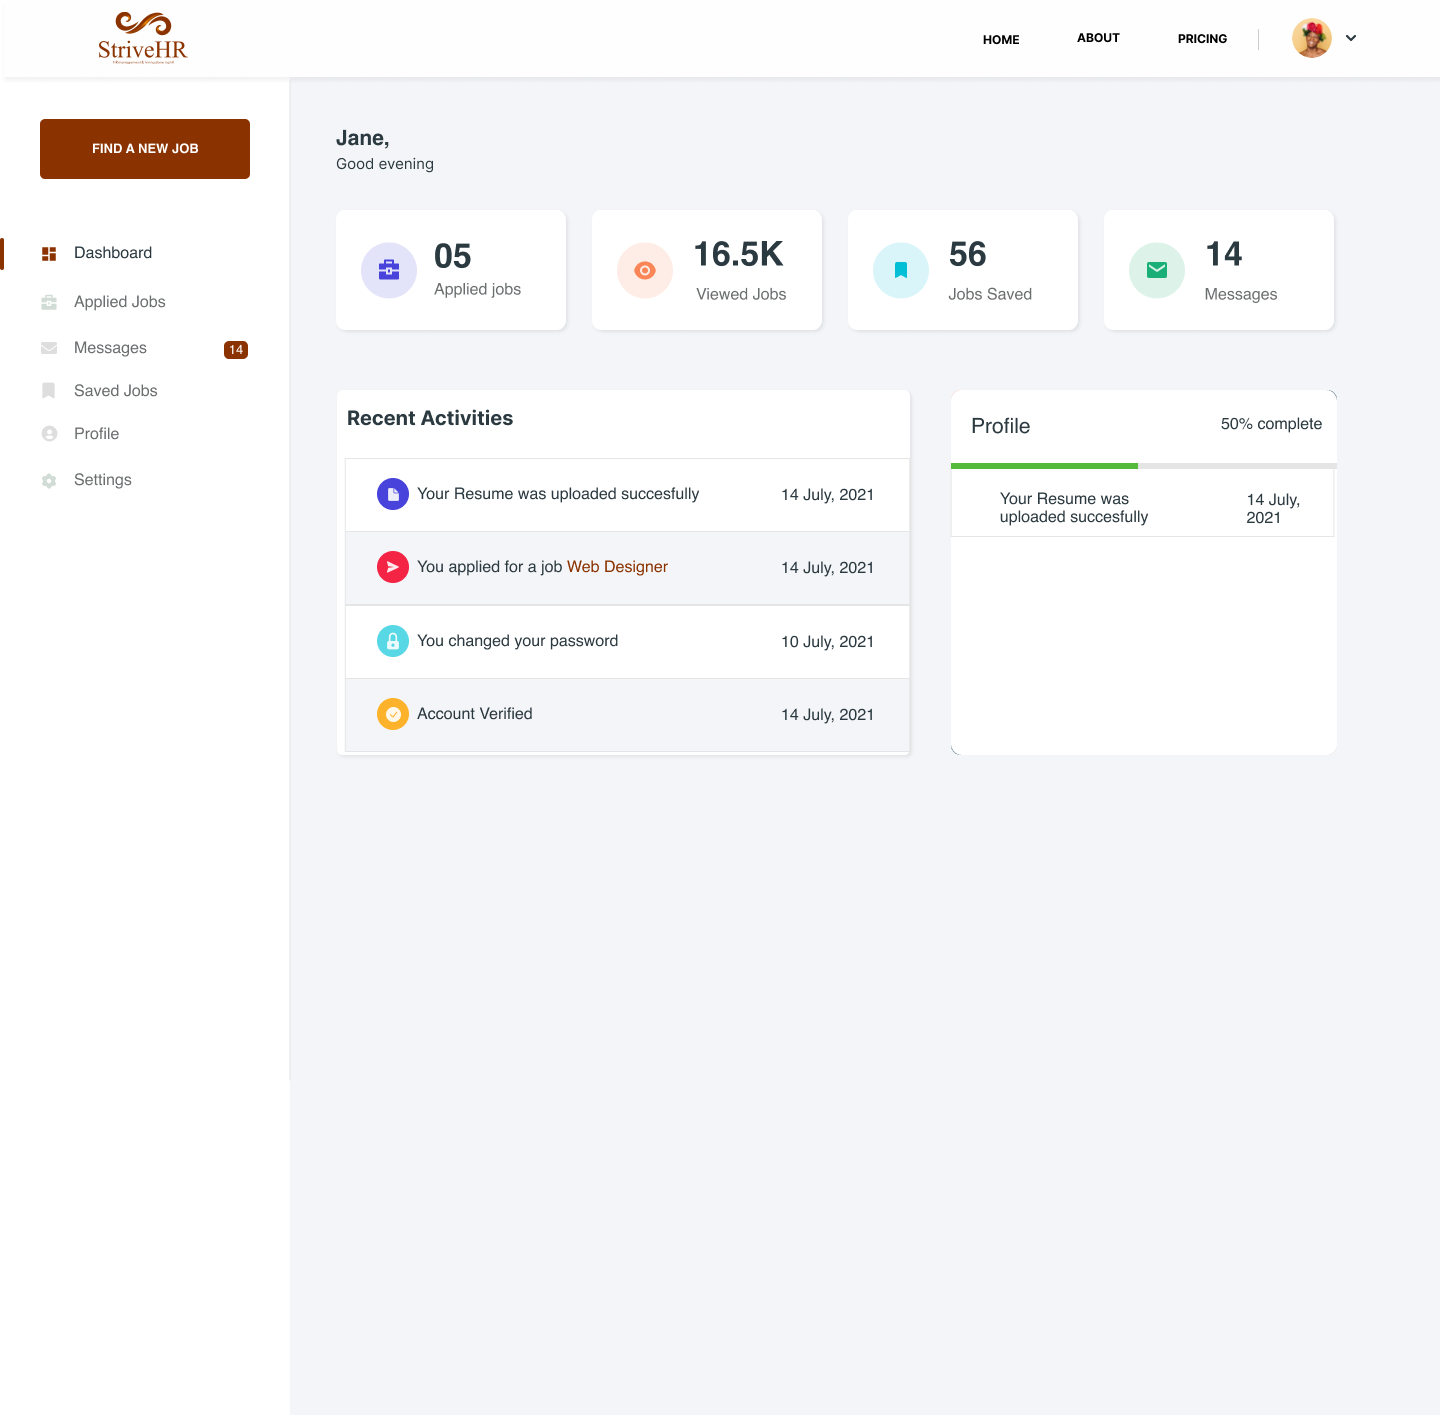 StriveHR
HOME
ABOUT
PRICING
FIND A NEW JOB
Dashboard
Applied Jobs
Messages
14
Saved Jobs
Profile
Settings
Jane,
Good evening
05
Applied jobs
16.5K
Viewed Jobs
56
Jobs Saved
14
Messages
Recent Activities
Your Resume was uploaded succesfully
14 July, 2021
You applied for a job Web Designer
14 July, 2021
You changed your password
10 July, 2021
Account Verified
14 July, 2021
Profile
50% complete
Your Resume was
uploaded succesfully
14 July,
2021